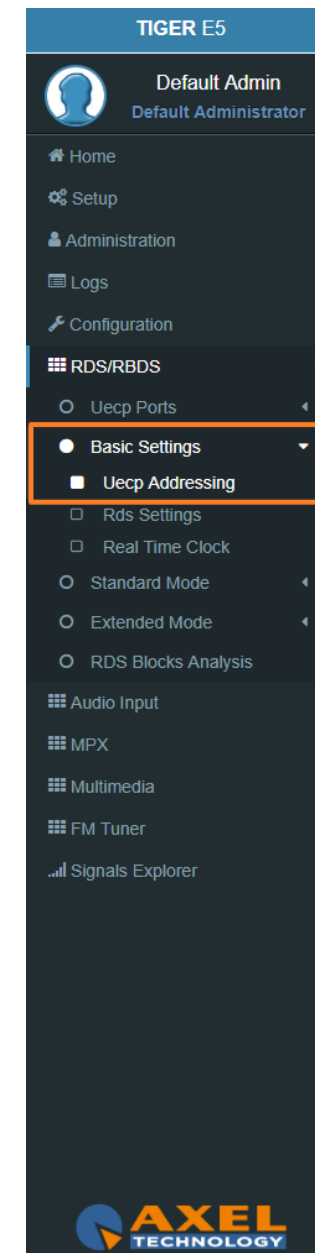 TIGER E5
Default Admin
Default Administrator
Home
Setup
Administration
Logs
Configuration
RDS/RBDS
Uecp Ports
Basic Settings
Uecp Addressing
Rds Settings
Real Time Clock
Standard Mode
Extended Mode
RDS Blocks Analysis
Audio Input
MPX
Multimedia
FM Tuner
Signals Explorer
AXEL
TECHNOLOGY